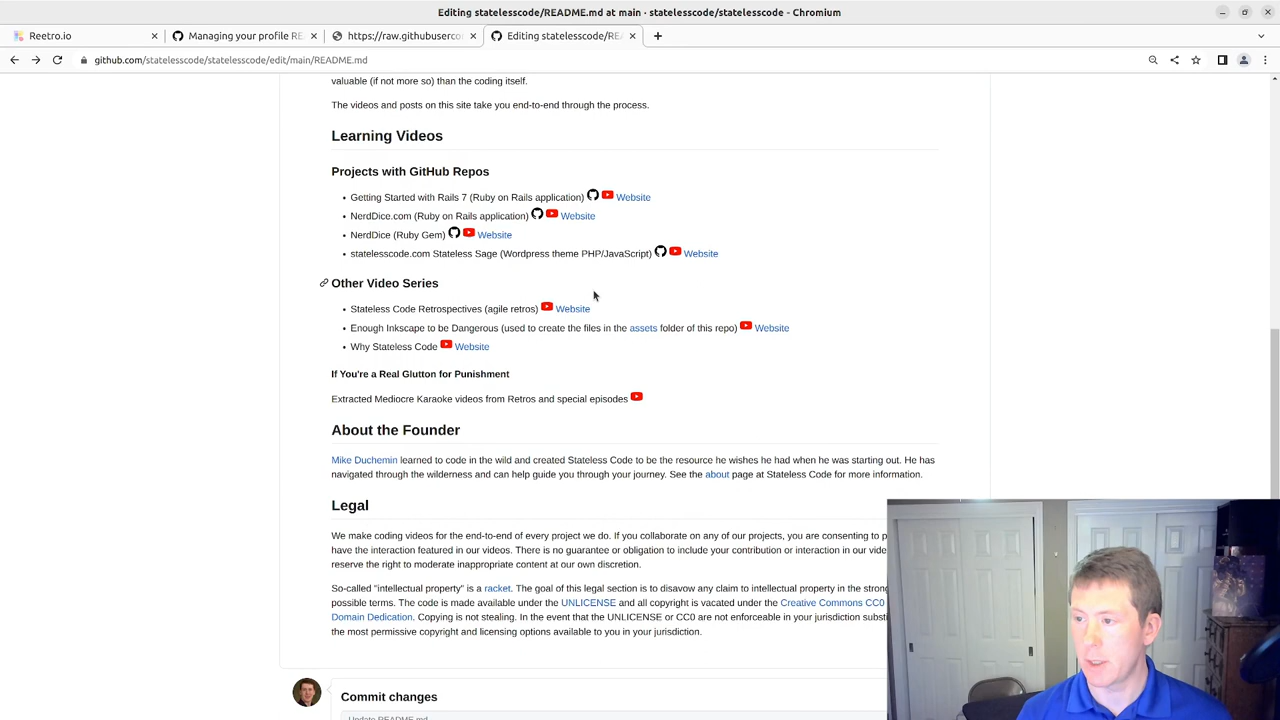 Editing statelesscode/README.md at main · statelesscode/statelesscode - Chromium
Reetro.io
Managing your profile RE
https://raw.githubuserco
Editing statelesscode/RE
github.com/statelesscode/statelesscode/edit/main/README.md
valuable (if not more so) than the coding itself.
The videos and posts on this site take you end-to-end through the process.
Learning Videos
Projects with GitHub Repos
• Getting Started with Rails 7 (Ruby on Rails application) Website
• NerdDice.com (Ruby on Rails application) Website
• NerdDice (Ruby Gem) Website
• statelesscode.com Stateless Sage (Wordpress theme PHP/JavaScript) Website
Other Video Series
• Stateless Code Retrospectives (agile retros) Website
• Enough Inkscape to be Dangerous (used to create the files in the assets folder of this repo) Website
• Why Stateless Code Website
If You're a Real Glutton for Punishment
Extracted Mediocre Karaoke videos from Retros and special episodes
About the Founder
Mike Duchemin learned to code in the wild and created Stateless Code to be the resource he wishes he had when he was starting out. He has
navigated through the wilderness and can help guide you through your journey. See the about page at Stateless Code for more information.
Legal
We make coding videos for the end-to-end of every project we do. If you collaborate on any of our projects, you are consenting to
have the interaction featured in our videos. There is no guarantee or obligation to include your contribution or interaction in our
reserve the right to moderate inappropriate content at our own discretion.
So-called "intellectual property" is a racket. The goal of this legal section is to disavow any claim to intellectual property in the
possible terms. The code is made available under the UNLICENSE and all copyright is vacated under the Creative Commons CC0
Domain Dedication. Copying is not stealing. In the event that the UNLICENSE or CC0 are not enforceable in your jurisdiction
the most permissive copyright and licensing options available to you in your jurisdiction.
Commit changes
Update README.md